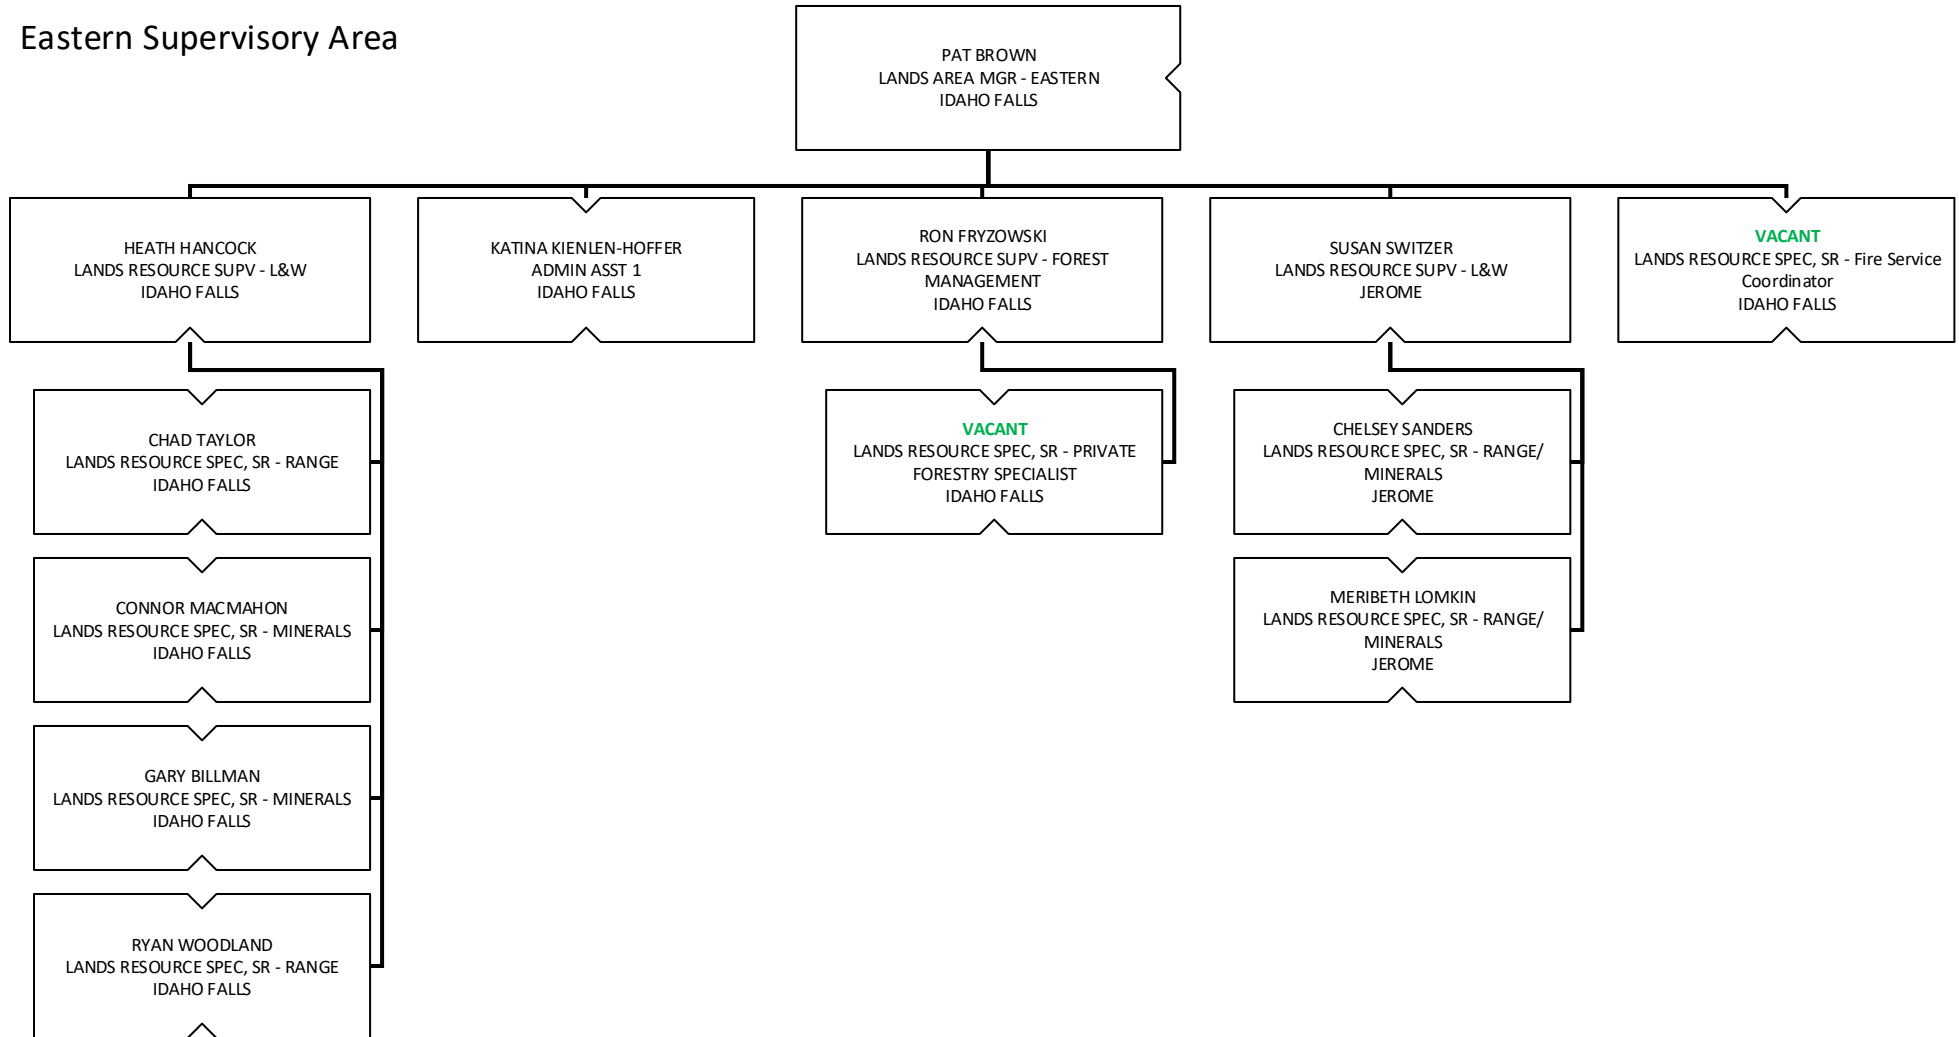 Eastern Supervisory Area
PAT BROWN
LANDS AREA MGR - EASTERN
IDAHO FALLS
HEATH HANCOCK
LANDS RESOURCE SUPV - L&W
IDAHO FALLS
KATINA KIENLEN-HOFFER
ADMIN ASST 1
IDAHO FALLS
RON FRYZOWSKI
LANDS RESOURCE SUPV - FOREST
MANAGEMENT
IDAHO FALLS
SUSAN SWITZER
LANDS RESOURCE SUPV - L&W
JEROME
VACANT
LANDS RESOURCE SPEC, SR - Fire Service
Coordinator
IDAHO FALLS
CHAD TAYLOR
LANDS RESOURCE SPEC, SR - RANGE
IDAHO FALLS
VACANT
LANDS RESOURCE SPEC, SR - PRIVATE
FORESTRY SPECIALIST
IDAHO FALLS
CHELSEY SANDERS
LANDS RESOURCE SPEC, SR - RANGE/
MINERALS
JEROME
CONNOR MACMAHON
LANDS RESOURCE SPEC, SR - MINERALS
IDAHO FALLS
MERIBETH LOMKIN
LANDS RESOURCE SPEC, SR - RANGE/
MINERALS
JEROME
GARY BILLMAN
LANDS RESOURCE SPEC, SR - MINERALS
IDAHO FALLS
RYAN WOODLAND
LANDS RESOURCE SPEC, SR - RANGE
IDAHO FALLS